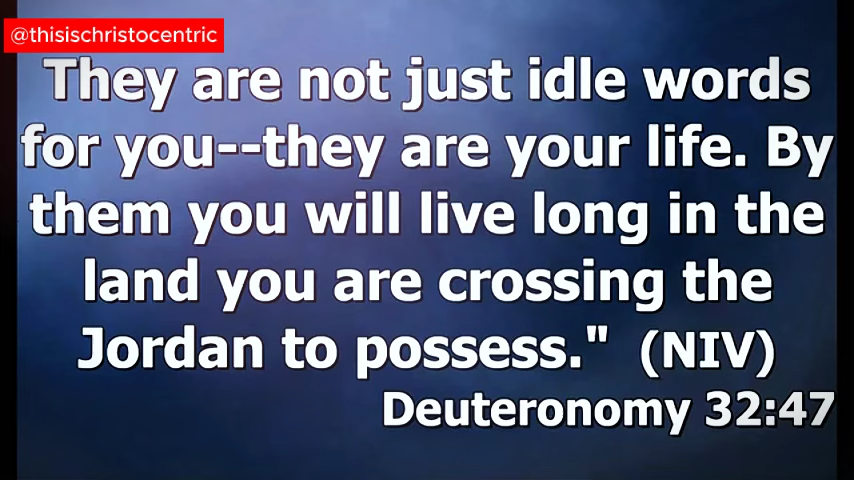 @thisischristocentric
They are not just idle words
for you--they are your life. By
them you will live long in the
land you are crossing the
Jordan to possess." (NIV)
Deuteronomy 32:47